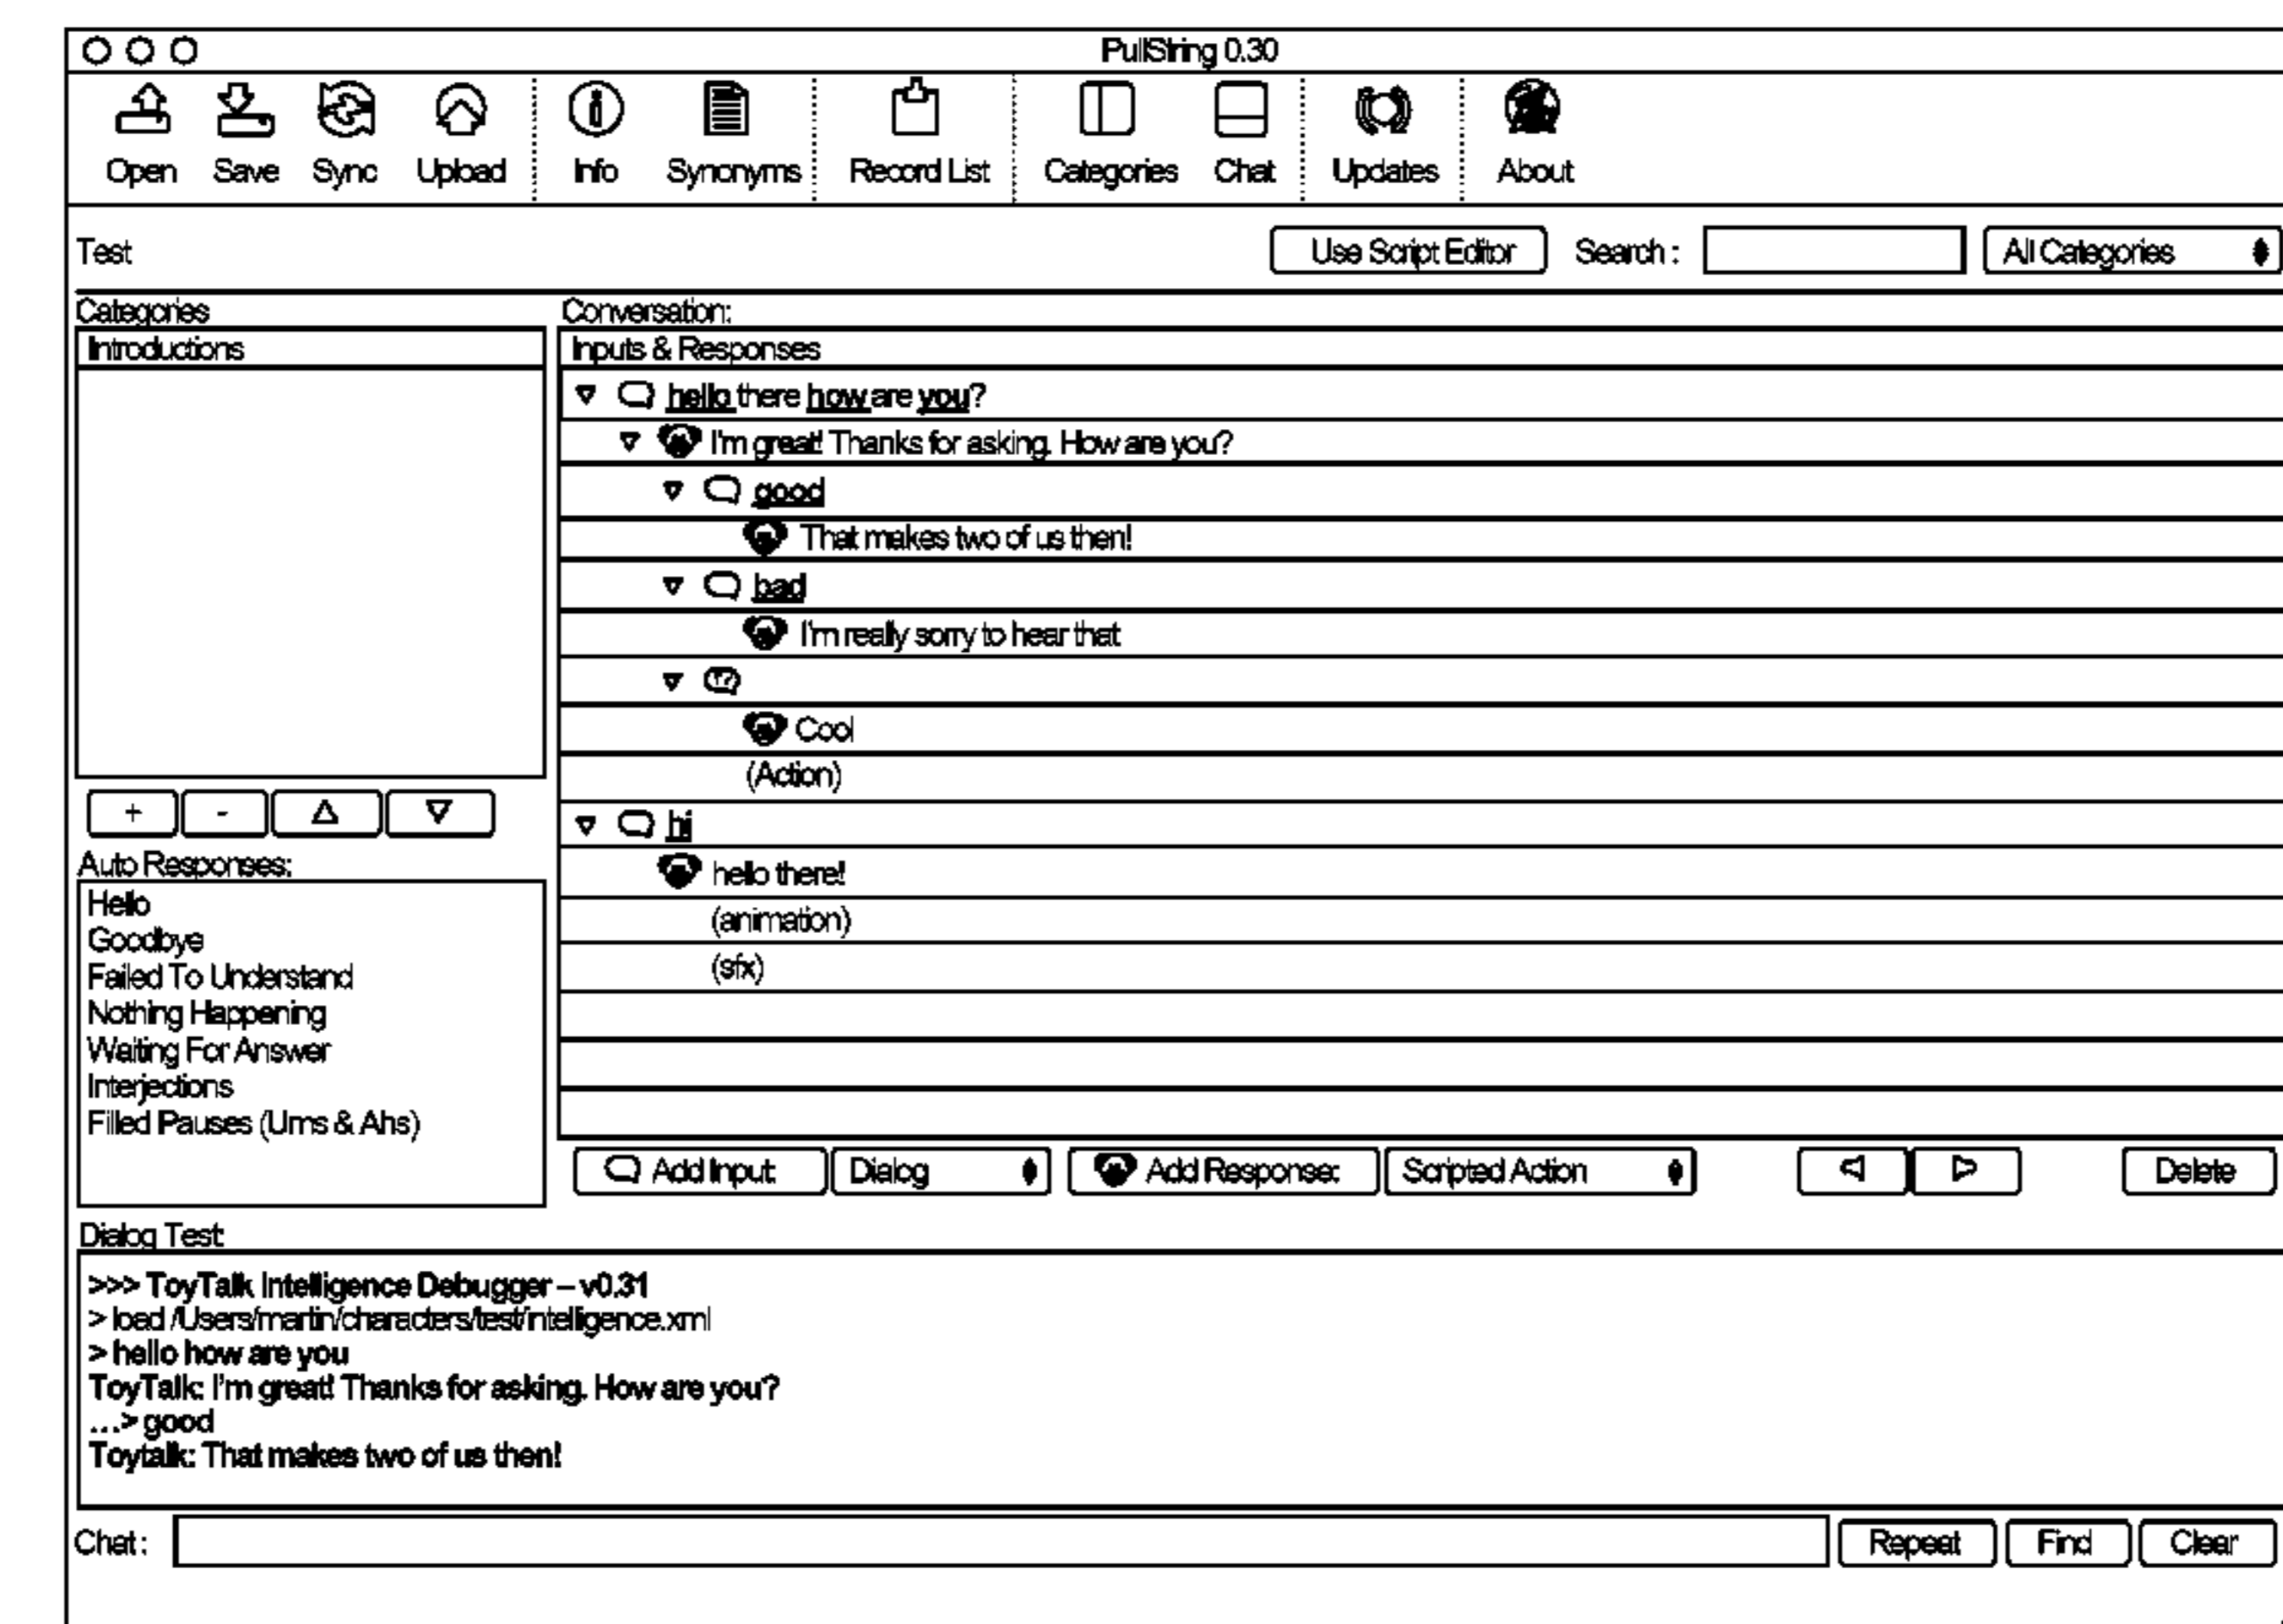 PullString 0.30
Open Save Sync Upload Info Synonyms Record List Categories Chat Updates About
Test Use Script Editor Search : All Categories
Categories
Introductions
Conversation:
Inputs & Responses
hello there how are you?
I'm great! Thanks for asking. How are you?
good
That makes two of us then!
bad
I'm really sorry to hear that
!?
Cool
(Action)
hi
hello there!
(animation)
(sfx)
+ -
Auto Responses:
Hello
Goodbye
Failed To Understand
Nothing Happening
Waiting For Answer
Interjections
Filled Pauses (Ums & Ahs)
Add Input: Dialog Add Response: Scripted Action Delete
Dialog Test:
>>> ToyTalk Intelligence Debugger – v0.31
> load /Users/martin/characters/test/intelligence.xml
> hello how are you
ToyTalk: I'm great! Thanks for asking. How are you?
...> good
Toytalk: That makes two of us then!
Chat : Repeat Find Clear